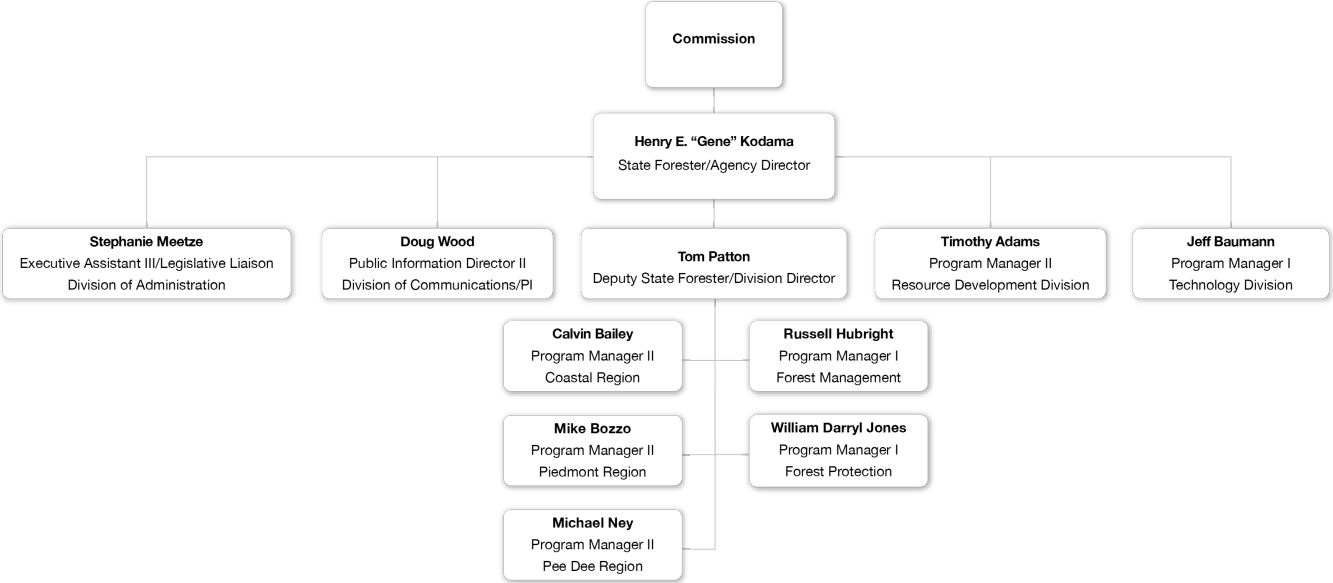 Commission
Henry E. “Gene” Kodama
State Forester/Agency Director
Stephanie Meetze
Executive Assistant III/Legislative Liaison
Division of Administration
Doug Wood
Public Information Director II
Division of Communications/PI
Tom Patton
Deputy State Forester/Division Director
Timothy Adams
Program Manager II
Resource Development Division
Jeff Baumann
Program Manager I
Technology Division
Calvin Bailey
Program Manager II
Coastal Region
Russell Hubright
Program Manager I
Forest Management
Mike Bozzo
Program Manager II
Piedmont Region
William Darryl Jones
Program Manager I
Forest Protection
Michael Ney
Program Manager II
Pee Dee Region